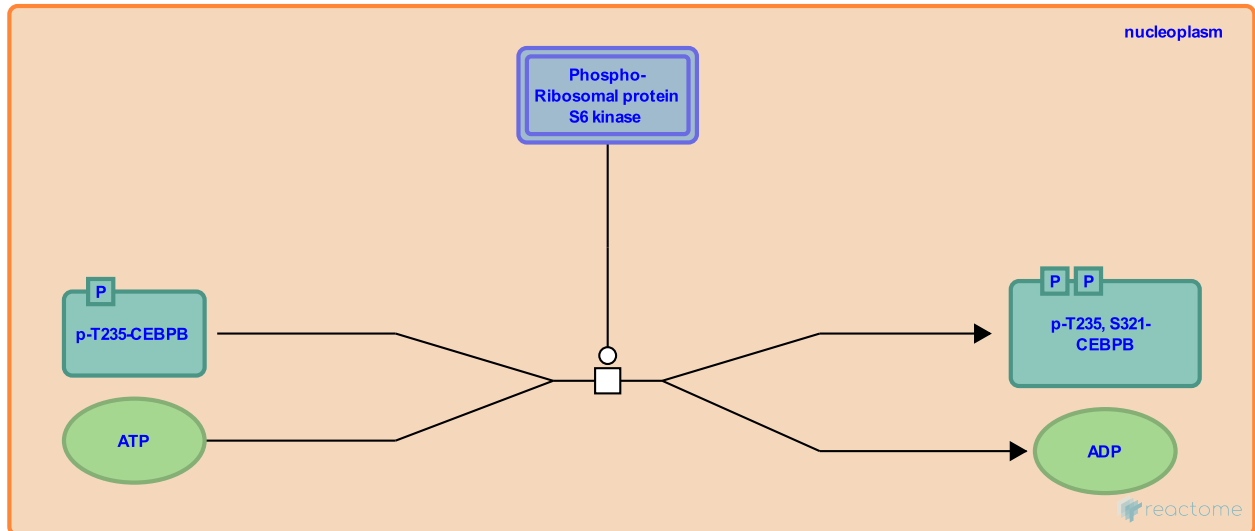 nucleoplasm
Phospho-
Ribosomal protein
S6 kinase
P
p-T235-CEBPB
ATP
P P
p-T235, S321-
CEBPB
ADP
reactome